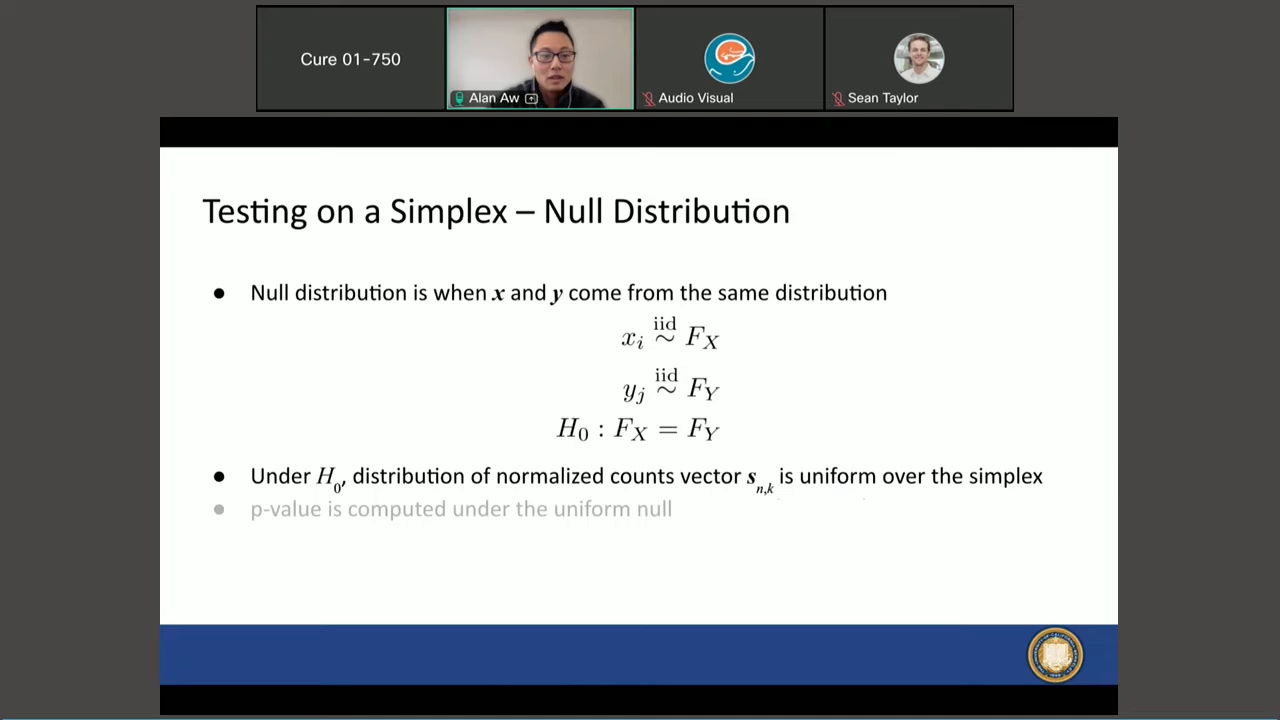 Cure 01-750
Alan Aw
Audio Visual
Sean Taylor
Testing on a Simplex – Null Distribution
● Null distribution is when x and y come from the same distribution
x_i iid ~ F_X
y_j iid ~ F_Y
H_0 : F_X = F_Y
● Under H_0, distribution of normalized counts vector s_{n,k} is uniform over the simplex
● p-value is computed under the uniform null